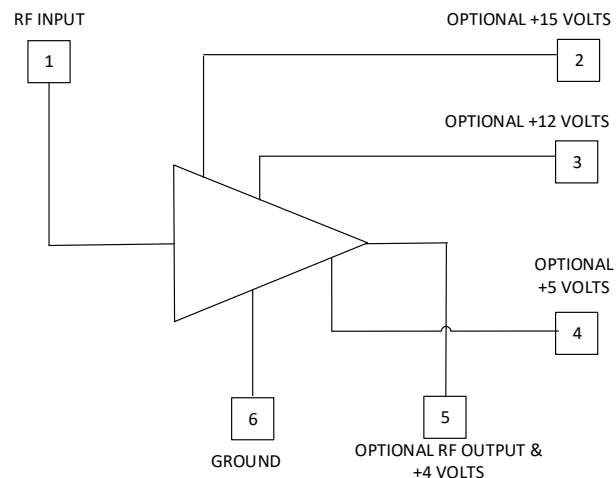 RF INPUT
1
OPTIONAL +15 VOLTS
2
OPTIONAL +12 VOLTS
3
OPTIONAL
+5 VOLTS
4
6
GROUND
5
OPTIONAL RF OUTPUT &
+4 VOLTS